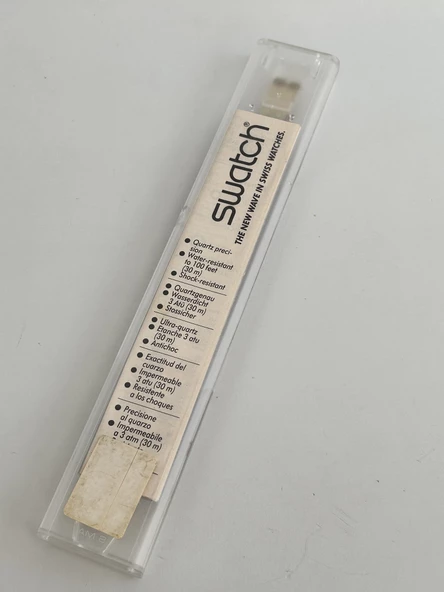 swatch®
THE NEW WAVE IN SWISS WATCHES.
● Quartz preci-
sion
● Water-resistant
to 100 feet
(30 m)
● Shock-resistant
● Quartzgenau
● Wasserdicht
3 Atü (30 m)
● Stossicher
● Ultra-quartz
● Etanche 3 atu
(30 m)
● Antichoc
● Exactitud del
cuarzo
● Impermeable
3 atu (30 m)
● Resistente
a los choques
● Precisione
al quarzo
● Impermeabile
a 3 atm (30 m)